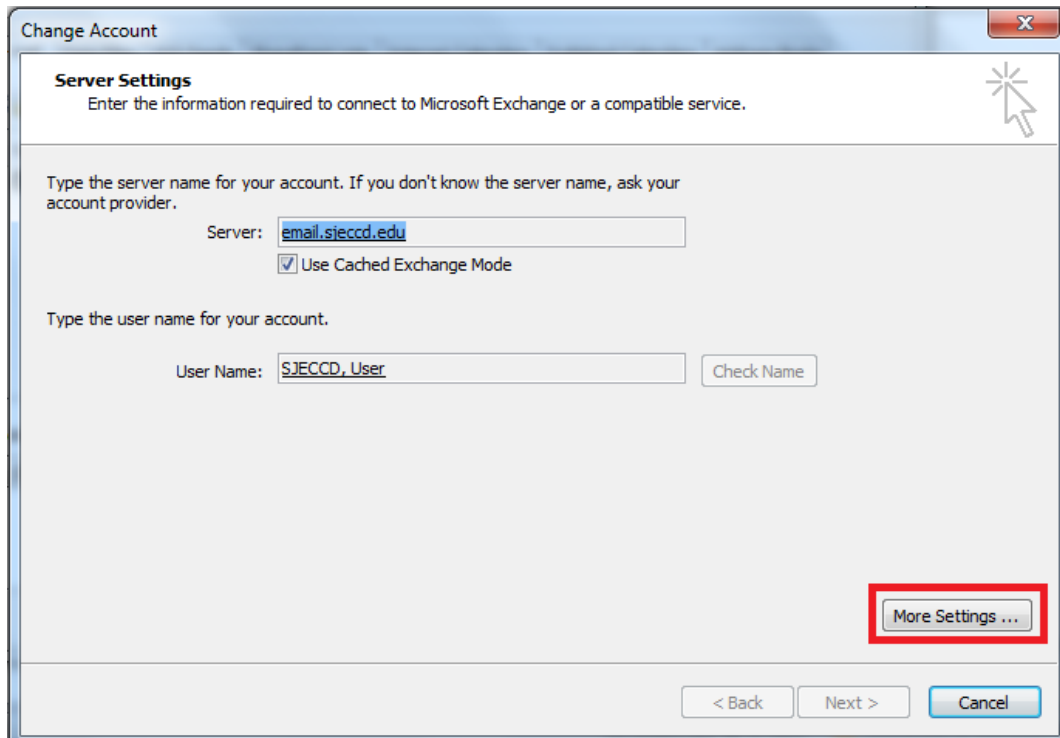 Change Account
Server Settings
Enter the information required to connect to Microsoft Exchange or a compatible service.
Type the server name for your account. If you don't know the server name, ask your
account provider.
Server: email.sjeccd.edu
Use Cached Exchange Mode
Type the user name for your account.
User Name: SJECCD, User Check Name
More Settings ...
< Back Next > Cancel